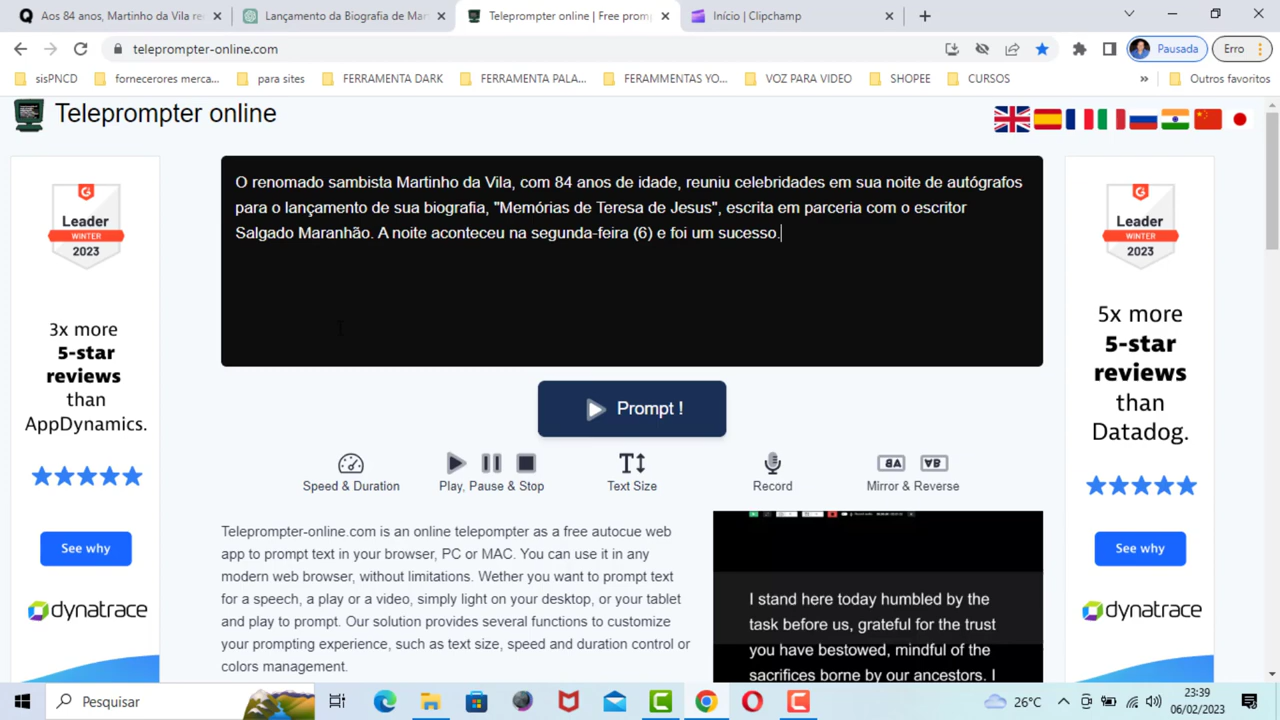 Aos 84 anos, Martinho da Vila re
Lançamento da Biografia de Mart
Teleprompter online | Free prom
Início | Clipchamp
teleprompter-online.com
Pausada
Erro
sisPNCD
fornecerores merca...
para sites
FERRAMENTA DARK
FERRAMENTA PALA...
FERAMMENTAS YO...
VOZ PARA VIDEO
SHOPEE
CURSOS
»
Outros favoritos
Teleprompter online
O renomado sambista Martinho da Vila, com 84 anos de idade, reuniu celebridades em sua noite de autógrafos
para o lançamento de sua biografia, "Memórias de Teresa de Jesus", escrita em parceria com o escritor
Salgado Maranhão. A noite aconteceu na segunda-feira (6) e foi um sucesso.
Prompt !
Speed & Duration
Play, Pause & Stop
Text Size
Record
Mirror & Reverse
Teleprompter-online.com is an online telepompter as a free autocue web
app to prompt text in your browser, PC or MAC. You can use it in any
modern web browser, without limitations. Wether you want to prompt text
for a speech, a play or a video, simply light on your desktop, or your tablet
and play to prompt. Our solution provides several functions to customize
your prompting experience, such as text size, speed and duration control or
colors management.
I stand here today humbled by the
task before us, grateful for the trust
you have bestowed, mindful of the
sacrifices borne by our ancestors. I
Leader
WINTER
2023
3x more
5-star
reviews
than
AppDynamics.
See why
dynatrace
Leader
WINTER
2023
5x more
5-star
reviews
than
Datadog.
See why
dynatrace
Pesquisar
26°C
23:39
06/02/2023